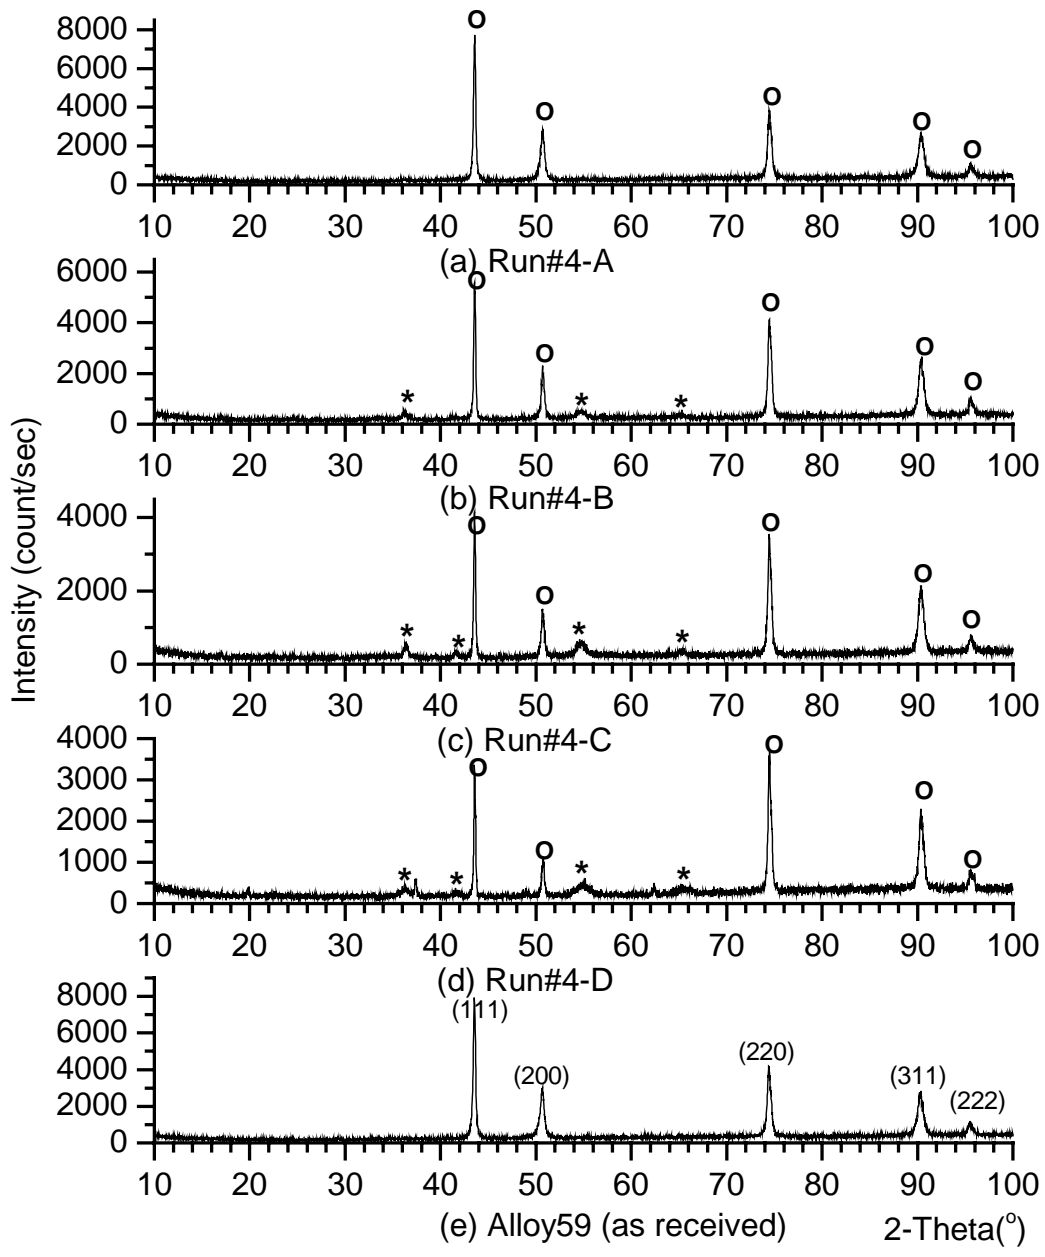 8000
O
6000
4000
O
O
2000
O
O
0
10 20 30 40 50 60 70 80 90 100
(a) Run#4-A
6000
O
4000
O
2000
O
O
*
*
*
O
0
10 20 30 40 50 60 70 80 90 100
(b) Run#4-B
4000
O
O
2000
O
O
*
*
*
*
O
0
10 20 30 40 50 60 70 80 90 100
(c) Run#4-C
4000
O
3000
O
O
2000
1000
O
*
*
*
*
O
0
10 20 30 40 50 60 70 80 90 100
(d) Run#4-D
8000
(111)
6000
4000
(200)
(220)
(311)
(222)
2000
0
10 20 30 40 50 60 70 80 90 100
(e) Alloy59 (as received)
2-Theta(º)
Intensity (count/sec)